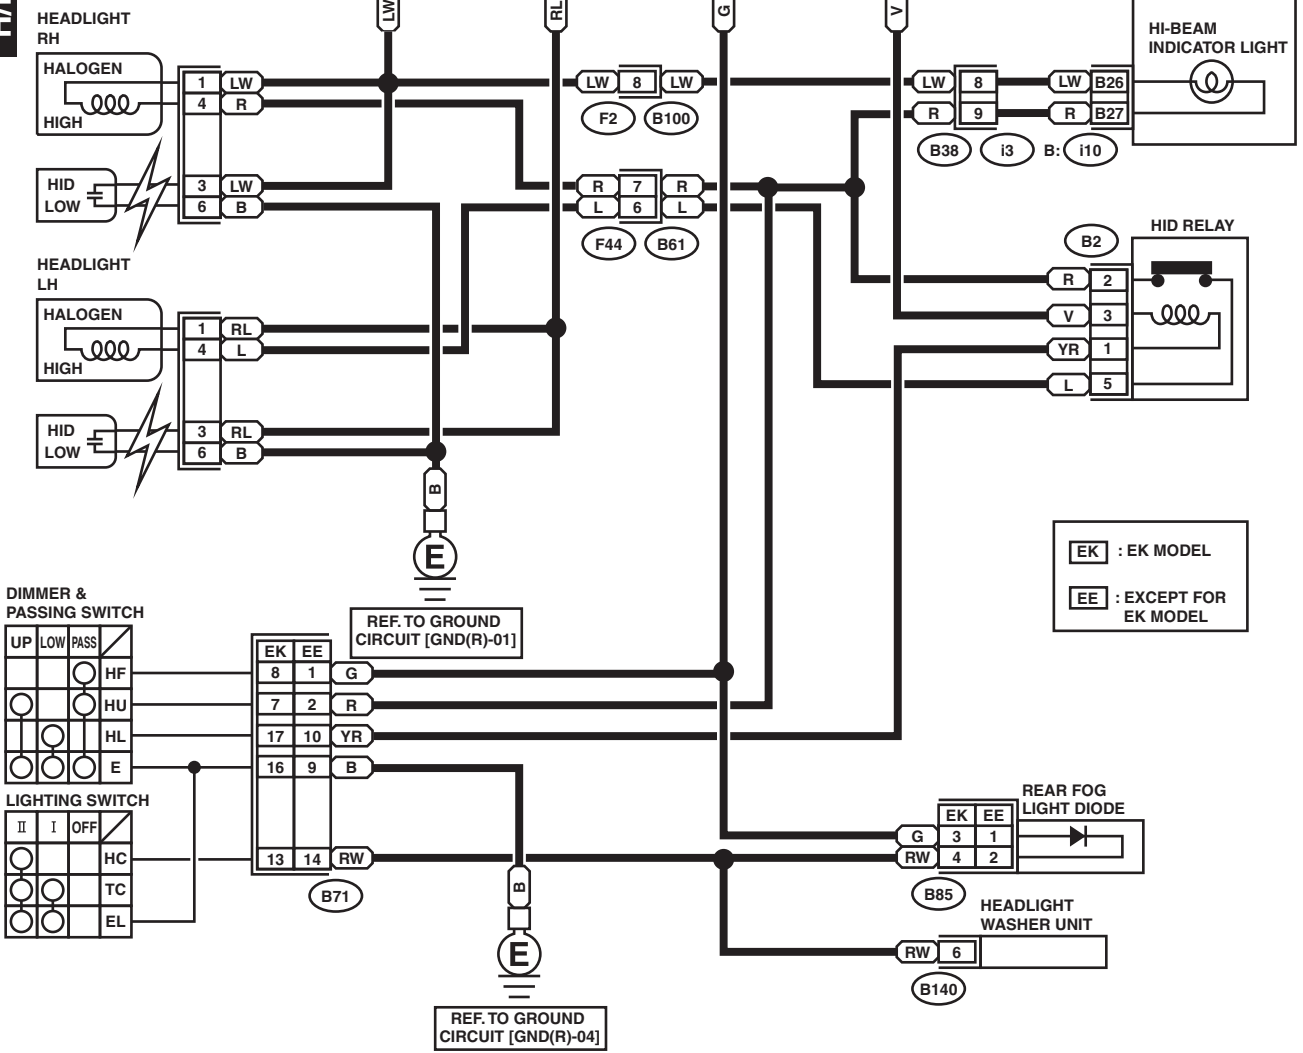 H/L
LW
RL
G
V
HEADLIGHT
RH
HALOGEN
HIGH
1 LW
4 R
HID
LOW
3 LW
6 B
LW 8 LW
F2 B100
R 7 R
L 6 L
F44 B61
HI-BEAM
INDICATOR LIGHT
LW 8 LW B26
R 9 R B27
B38 i3 B: i10
HEADLIGHT
LH
HALOGEN
HIGH
1 RL
4 L
HID
LOW
3 RL
6 B
B
E
REF. TO GROUND
CIRCUIT [GND(R)-01]
B2
HID RELAY
R 2
V 3
YR 1
L 5
EK : EK MODEL
EE : EXCEPT FOR
EK MODEL
DIMMER &
PASSING SWITCH
UP LOW PASS
HF
HU
HL
E
LIGHTING SWITCH
II I OFF
HC
TC
EL
EK EE
8 1 G
7 2 R
17 10 YR
16 9 B
13 14 RW
B71
B
E
REF. TO GROUND
CIRCUIT [GND(R)-04]
REAR FOG
LIGHT DIODE
EK EE
G 3 1
RW 4 2
B85
HEADLIGHT
WASHER UNIT
RW 6
B140